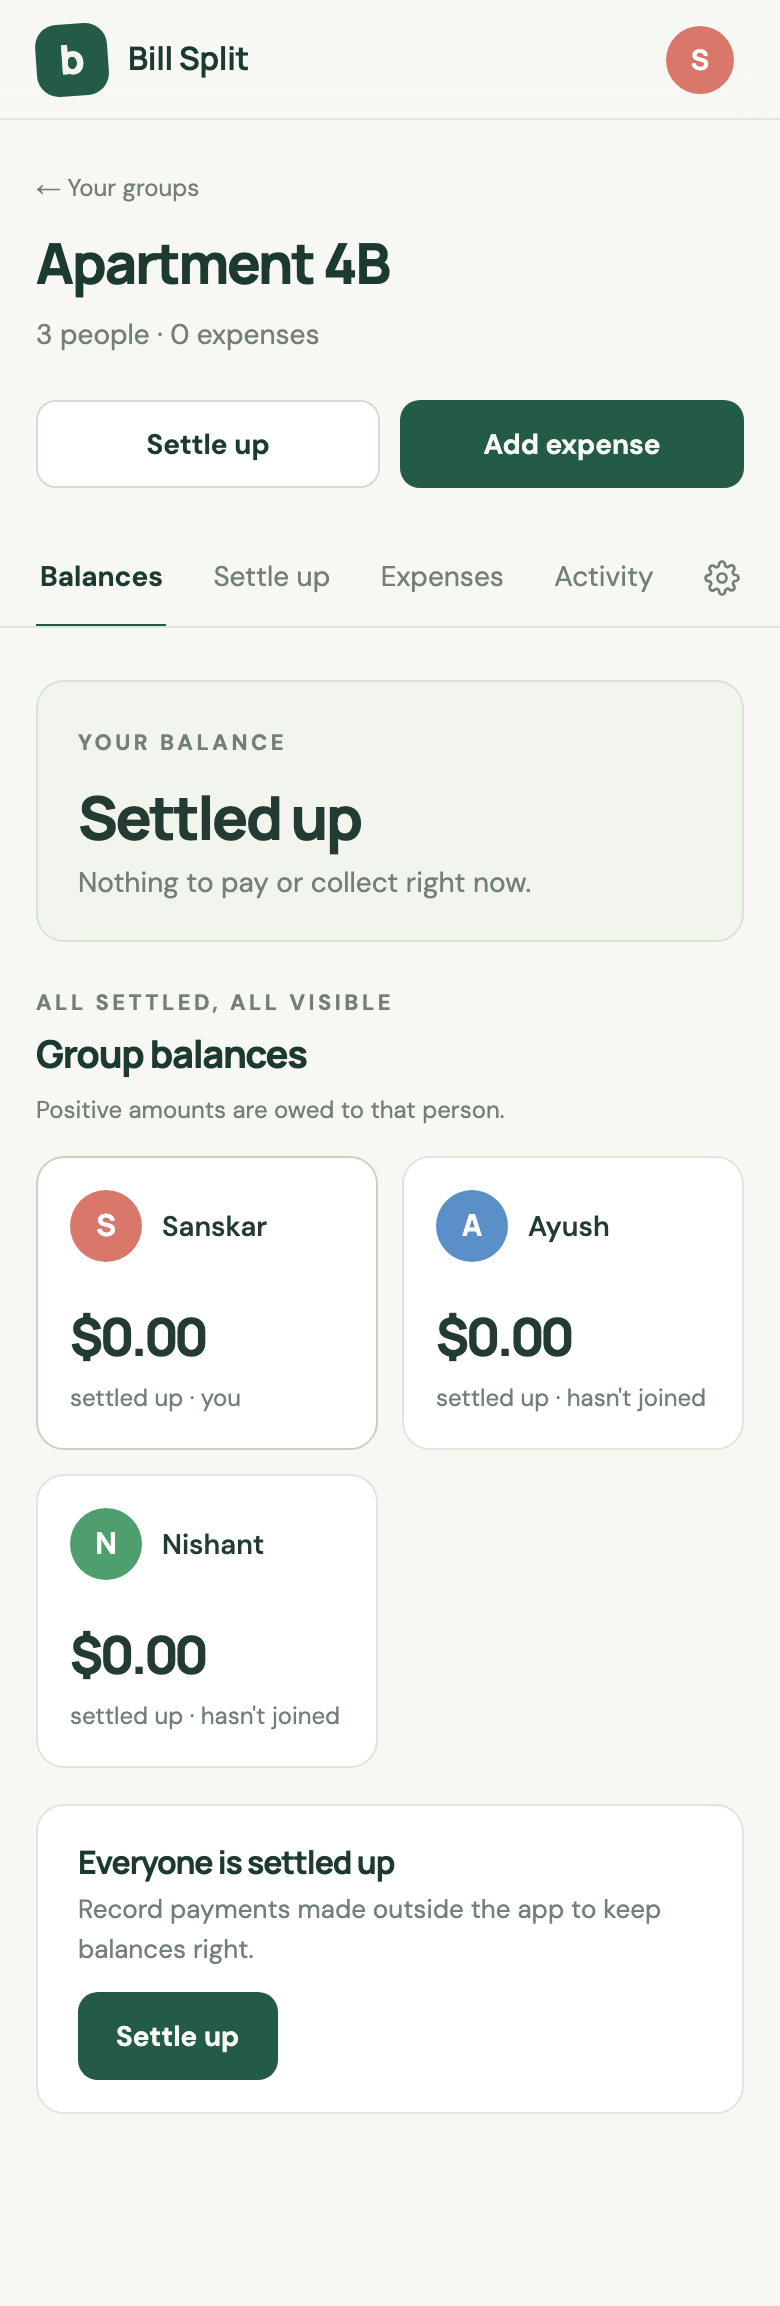 b Bill Split S
← Your groups
Apartment 4B
3 people · 0 expenses
Settle up Add expense
Balances Settle up Expenses Activity
YOUR BALANCE
Settled up
Nothing to pay or collect right now.
ALL SETTLED, ALL VISIBLE
Group balances
Positive amounts are owed to that person.
S Sanskar
$0.00
settled up · you
A Ayush
$0.00
settled up · hasn't joined
N Nishant
$0.00
settled up · hasn't joined
Everyone is settled up
Record payments made outside the app to keep
balances right.
Settle up